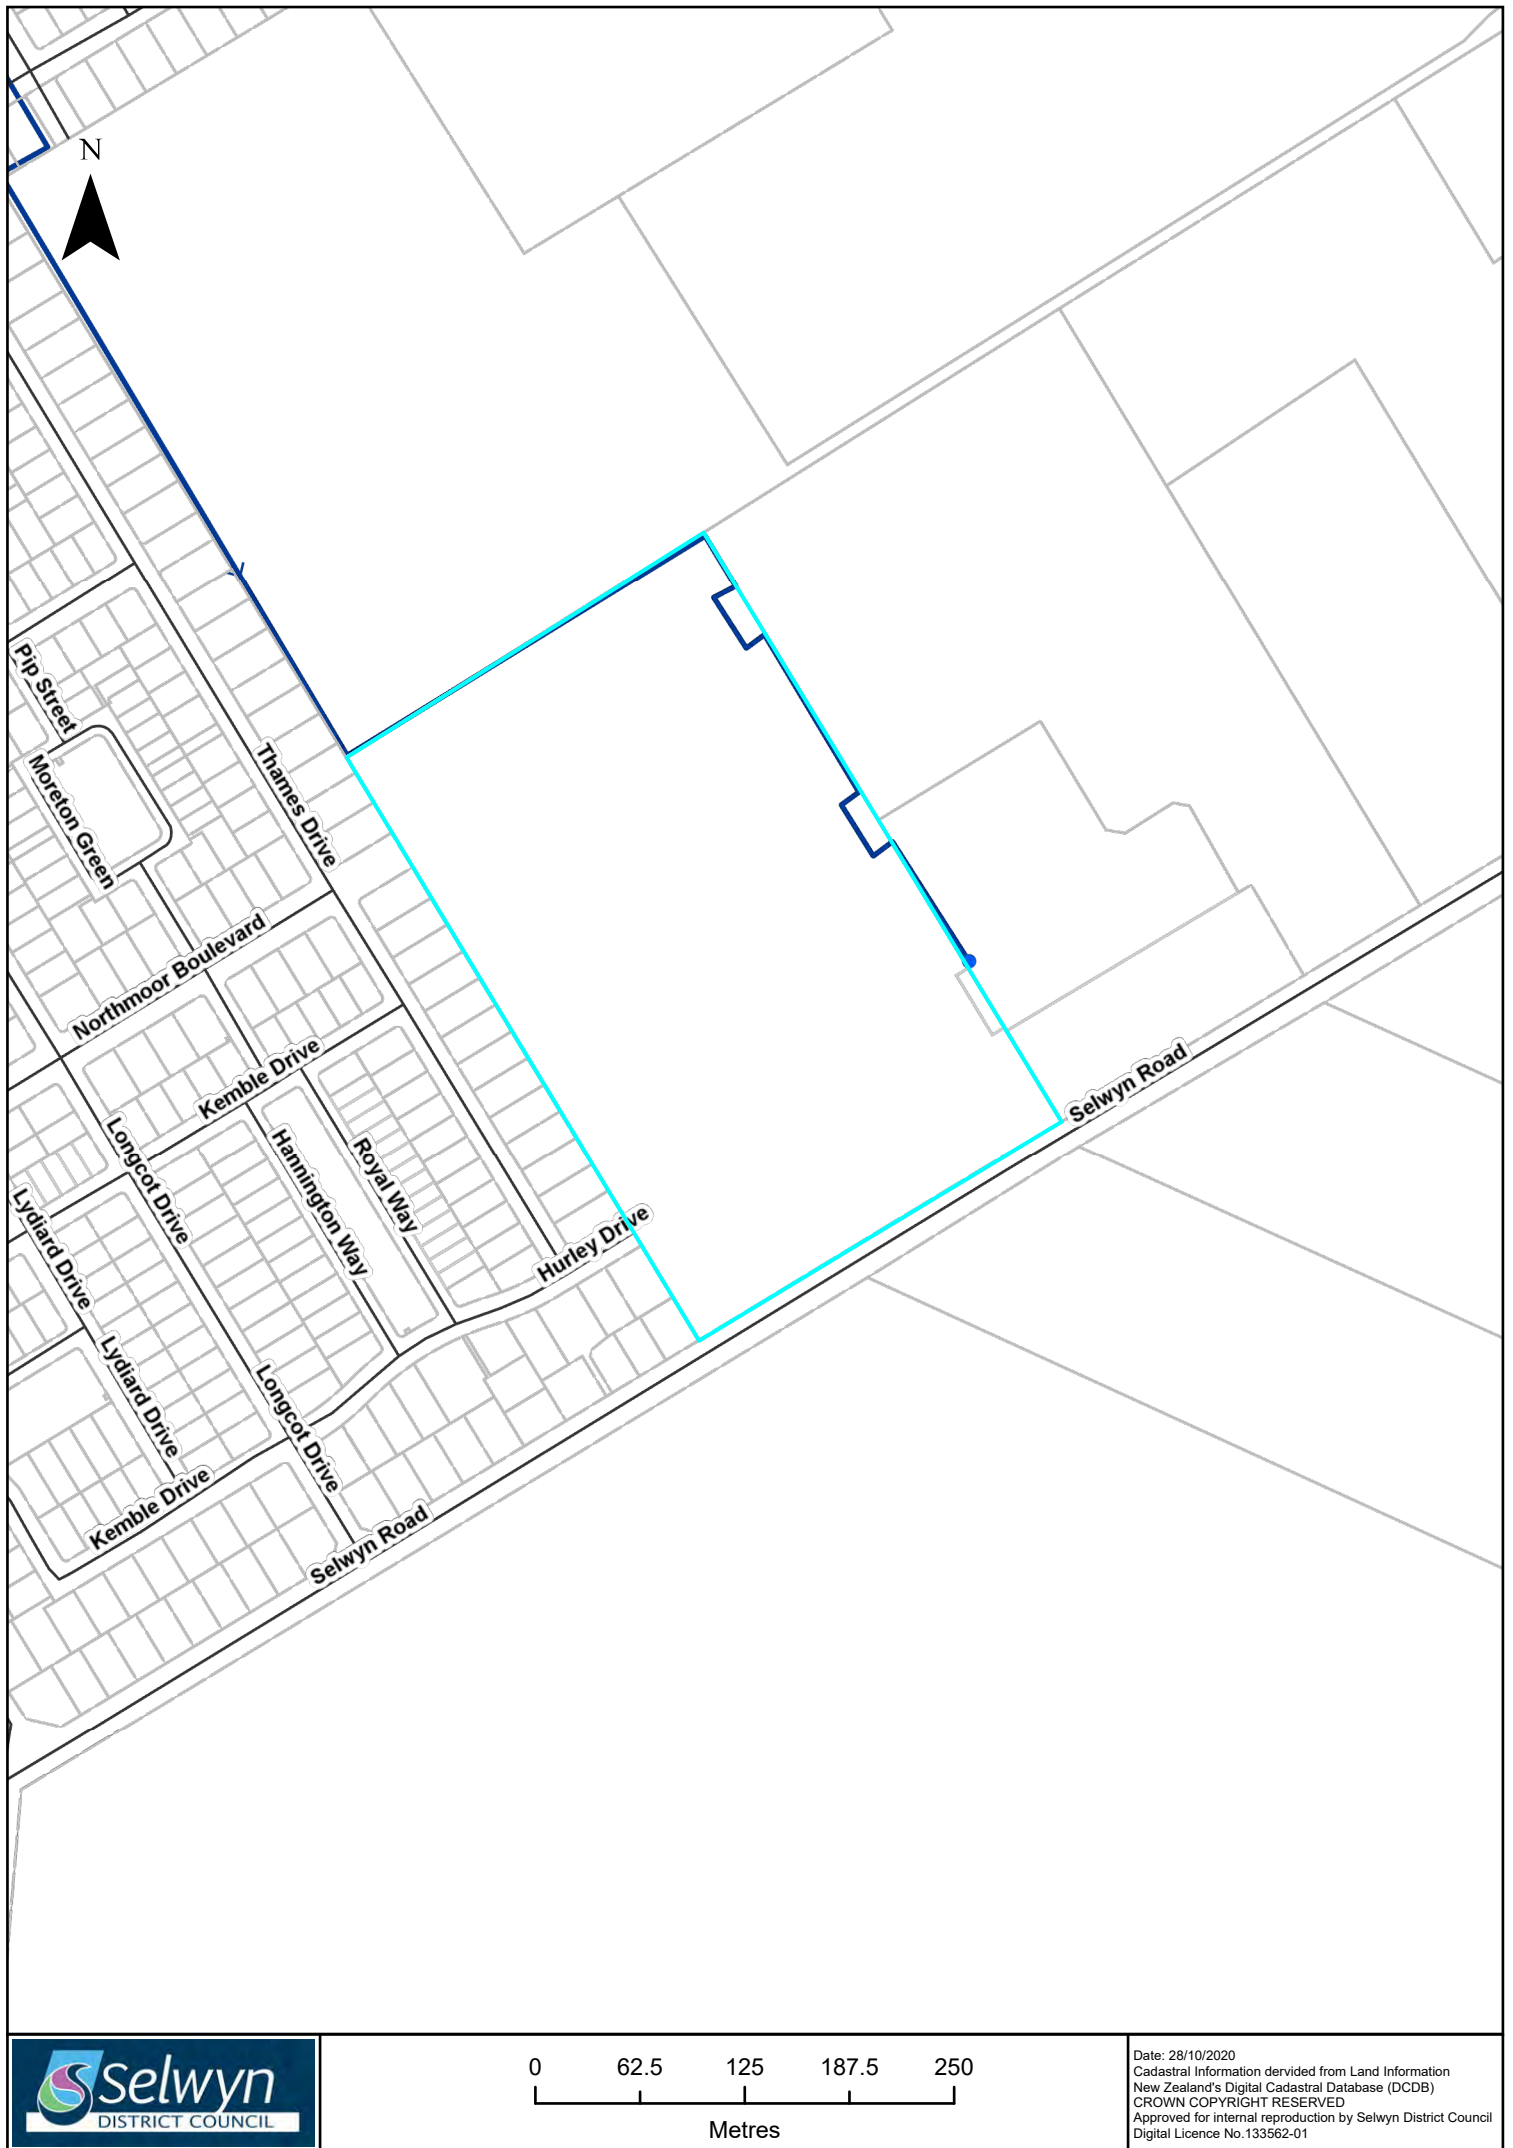 N
Pip Street
Moreton Green
Thames Drive
Northmoor Boulevard
Kemble Drive
Selwyn Road
Longcot Drive
Hannington Way
Royal Way
Lydiard Drive
Hurley Drive
Lydiard Drive
Longcot Drive
Kemble Drive
Selwyn Road
Selwyn
DISTRICT COUNCIL
0 62.5 125 187.5 250
Metres
Date: 28/10/2020
Cadastral Information dervided from Land Information
New Zealand's Digital Cadastral Database (DCDB)
CROWN COPYRIGHT RESERVED
Approved for internal reproduction by Selwyn District Council
Digital Licence No.133562-01